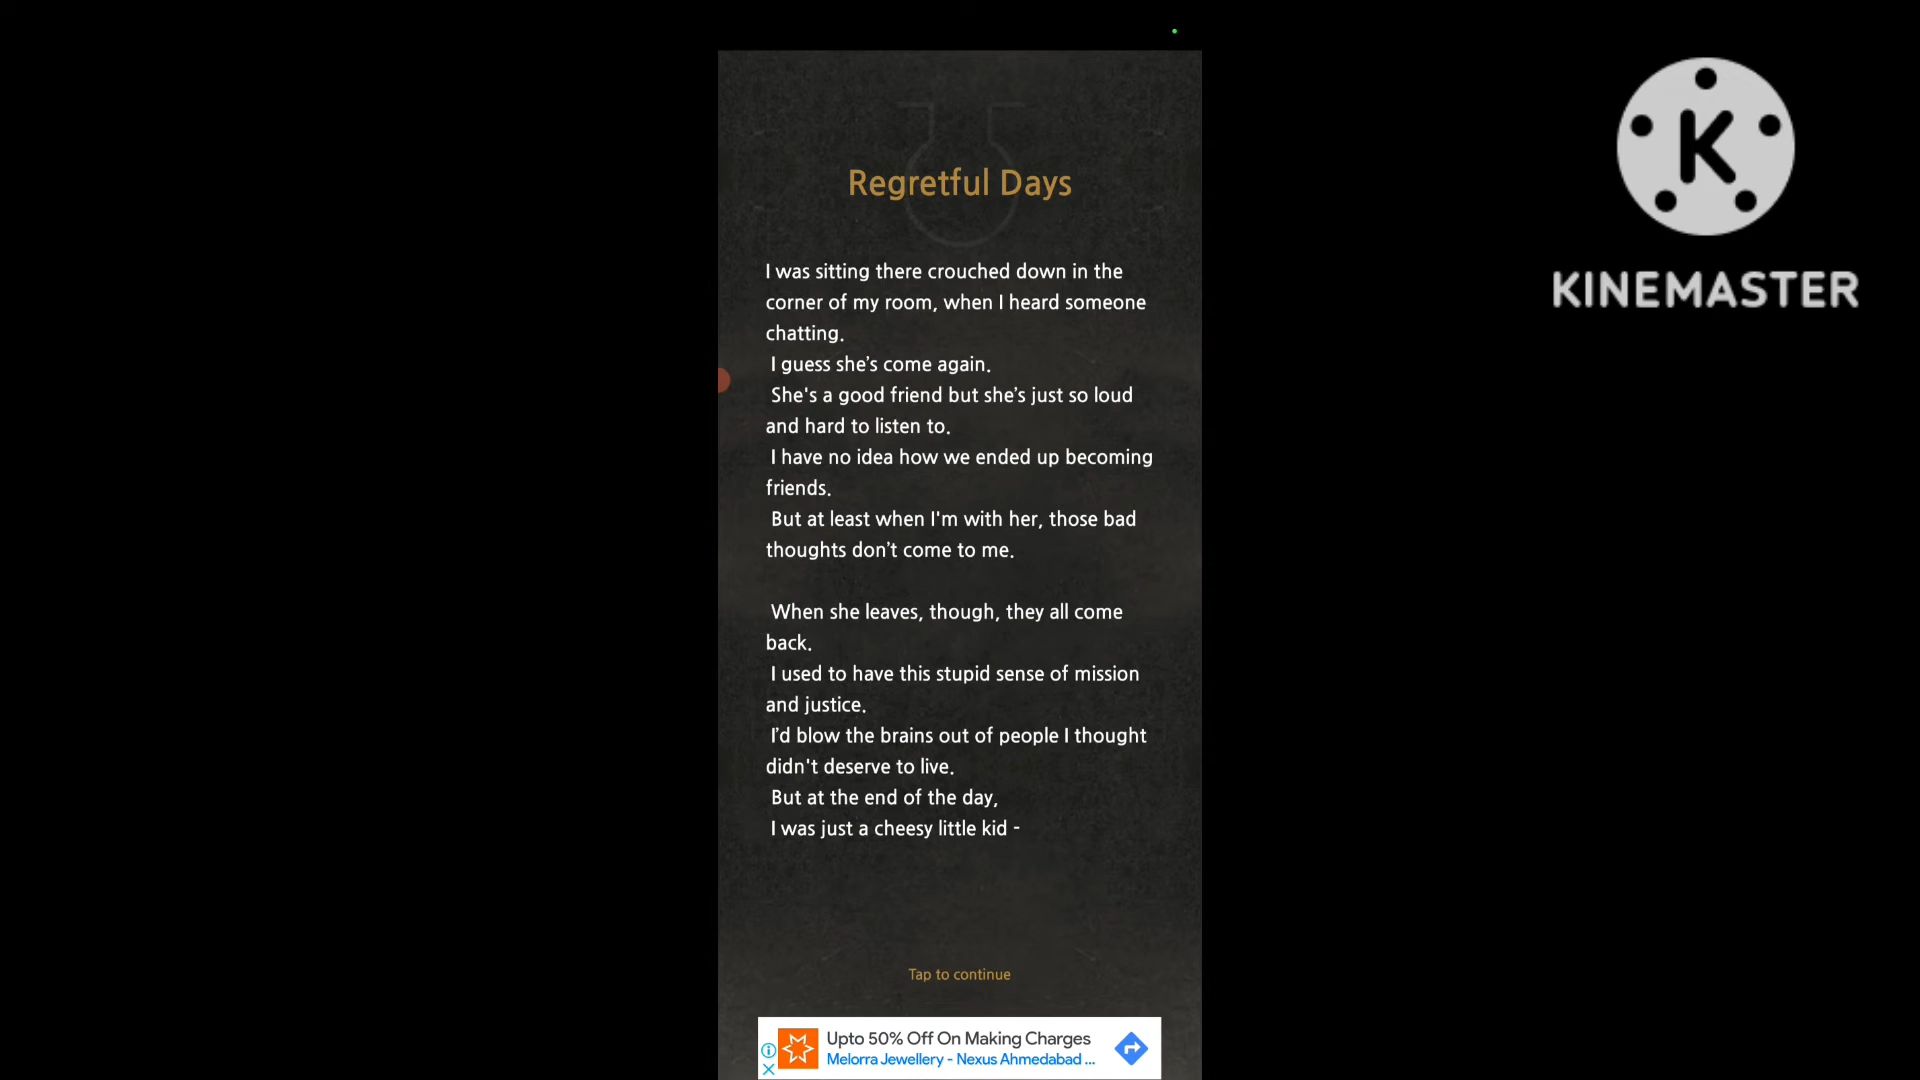 Regretful Days
I was sitting there crouched down in the
corner of my room, when I heard someone
chatting.
I guess she's come again.
She's a good friend but she's just so loud
and hard to listen to.
I have no idea how we ended up becoming
friends.
But at least when I'm with her, those bad
thoughts don't come to me.
When she leaves, though, they all come
back.
I used to have this stupid sense of mission
and justice.
I'd blow the brains out of people I thought
didn't deserve to live.
But at the end of the day,
I was just a cheesy little kid -
Tap to continue
Upto 50% Off On Making Charges
Melorra Jewellery - Nexus Ahmedabad ...
K
KINEMASTER